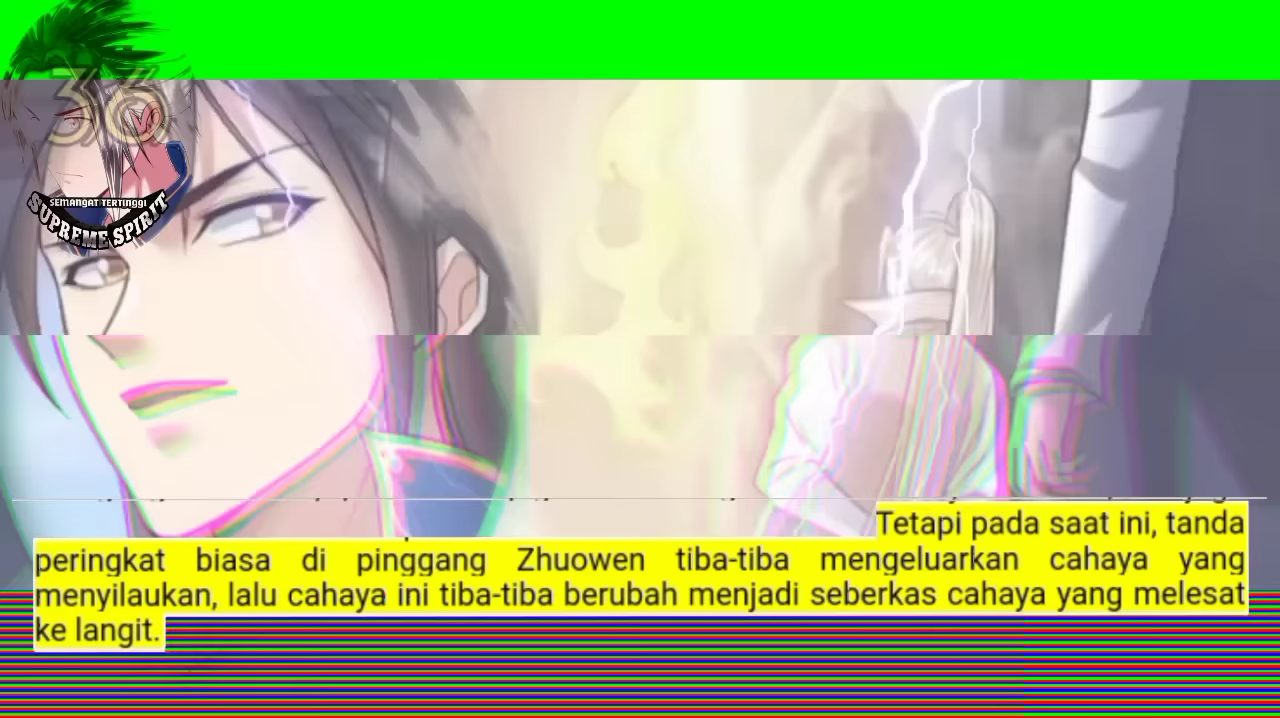 36
SEMANGAT TERTINGGI
SUPREME SPIRIT
Tetapi pada saat ini, tanda
peringkat biasa di pinggang Zhuowen tiba-tiba mengeluarkan cahaya yang
menyilaukan, lalu cahaya ini tiba-tiba berubah menjadi seberkas cahaya yang melesat
ke langit.